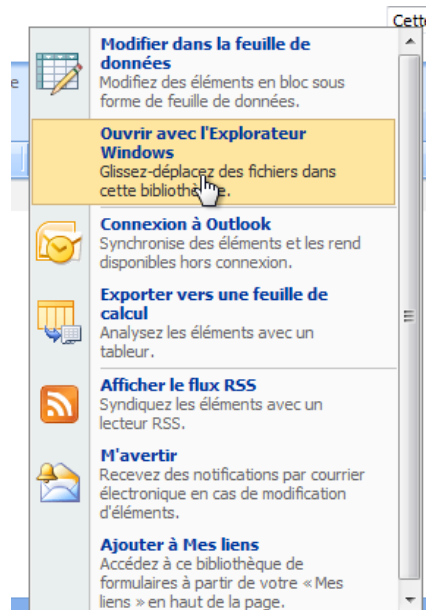 Cette
Modifier dans la feuille de
données
Modifiez des éléments en bloc sous
forme de feuille de données.
Ouvrir avec l'Explorateur
Windows
Glissez-déplacez des fichiers dans
cette bibliothèque.
Connexion à Outlook
Synchronise des éléments et les rend
disponibles hors connexion.
Exporter vers une feuille de
calcul
Analysez les éléments avec un
tableur.
Afficher le flux RSS
Syndiquez les éléments avec un
lecteur RSS.
M'avertir
Recevez des notifications par courrier
électronique en cas de modification
d'éléments.
Ajouter à Mes liens
Accédez à ce bibliothèque de
formulaires à partir de votre « Mes
liens » en haut de la page.